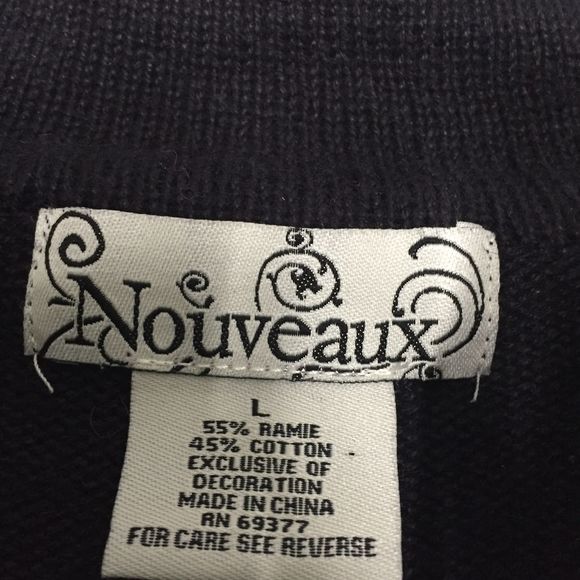 Nouveaux
L
55% RAMIE
45% COTTON
EXCLUSIVE OF
DECORATION
MADE IN CHINA
RN 69377
FOR CARE SEE REVERSE